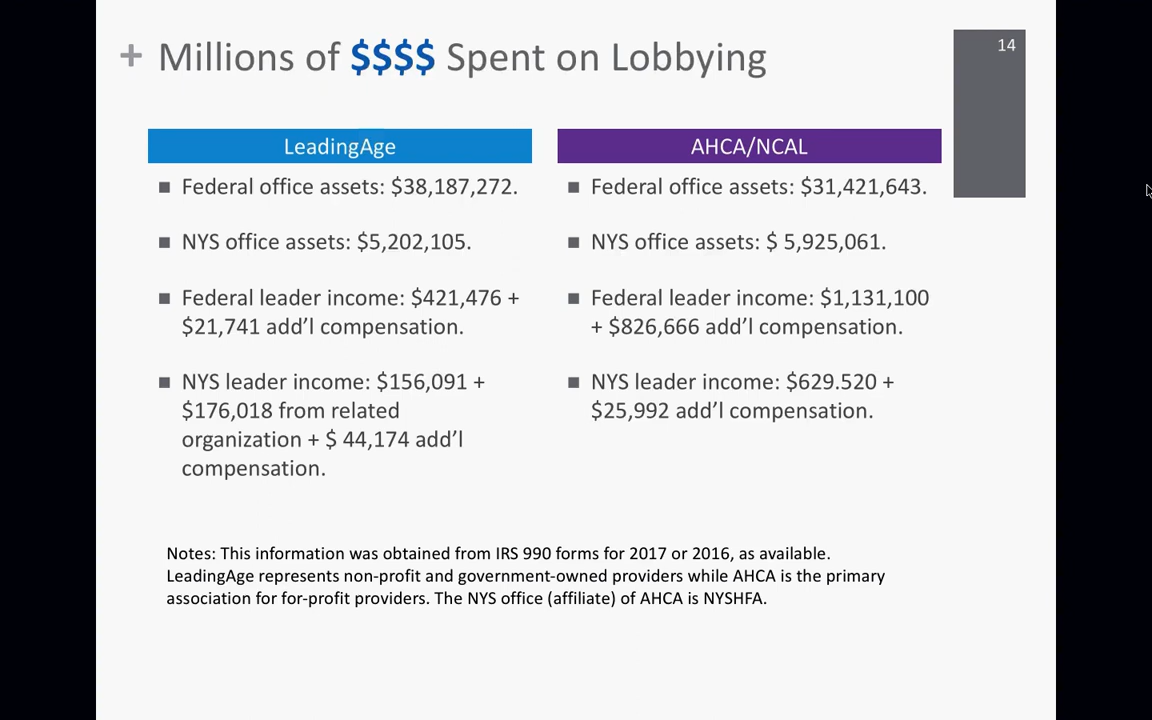 + Millions of $$$$ Spent on Lobbying
14
LeadingAge
■ Federal office assets: $38,187,272.
■ NYS office assets: $5,202,105.
■ Federal leader income: $421,476 +
$21,741 add’l compensation.
■ NYS leader income: $156,091 +
$176,018 from related
organization + $ 44,174 add’l
compensation.
AHCA/NCAL
■ Federal office assets: $31,421,643.
■ NYS office assets: $ 5,925,061.
■ Federal leader income: $1,131,100
+ $826,666 add’l compensation.
■ NYS leader income: $629.520 +
$25,992 add’l compensation.
Notes: This information was obtained from IRS 990 forms for 2017 or 2016, as available.
LeadingAge represents non-profit and government-owned providers while AHCA is the primary
association for for-profit providers. The NYS office (affiliate) of AHCA is NYSHFA.